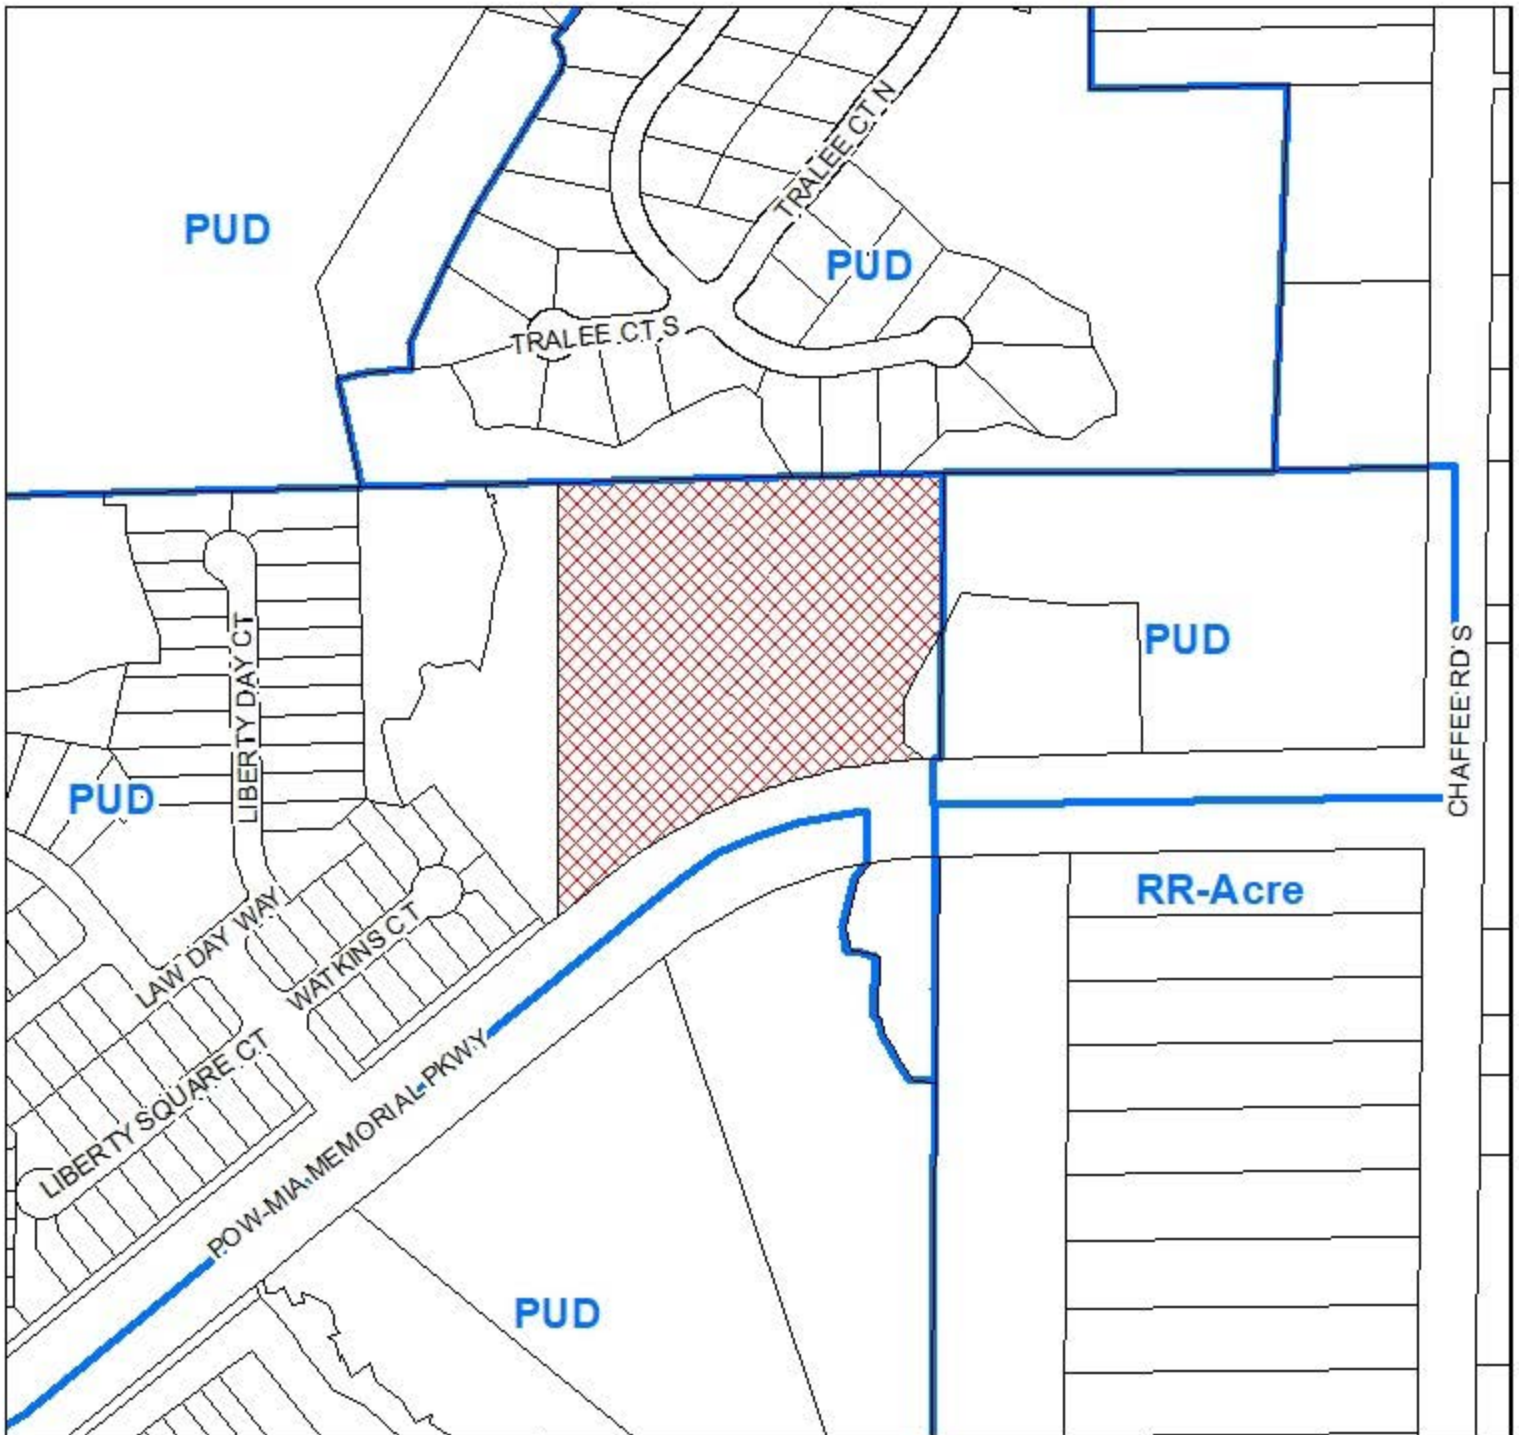 TRALEE CT N
PUD
PUD
TRALEE CT S
LIBERTY DAY CT
PUD
CHAFFEE RD S
PUD
RR-Acre
LAW DAY WAY
WATKINS CT
LIBERTY SQUARE CT
POW-MIA MEMORIAL PKWY
PUD